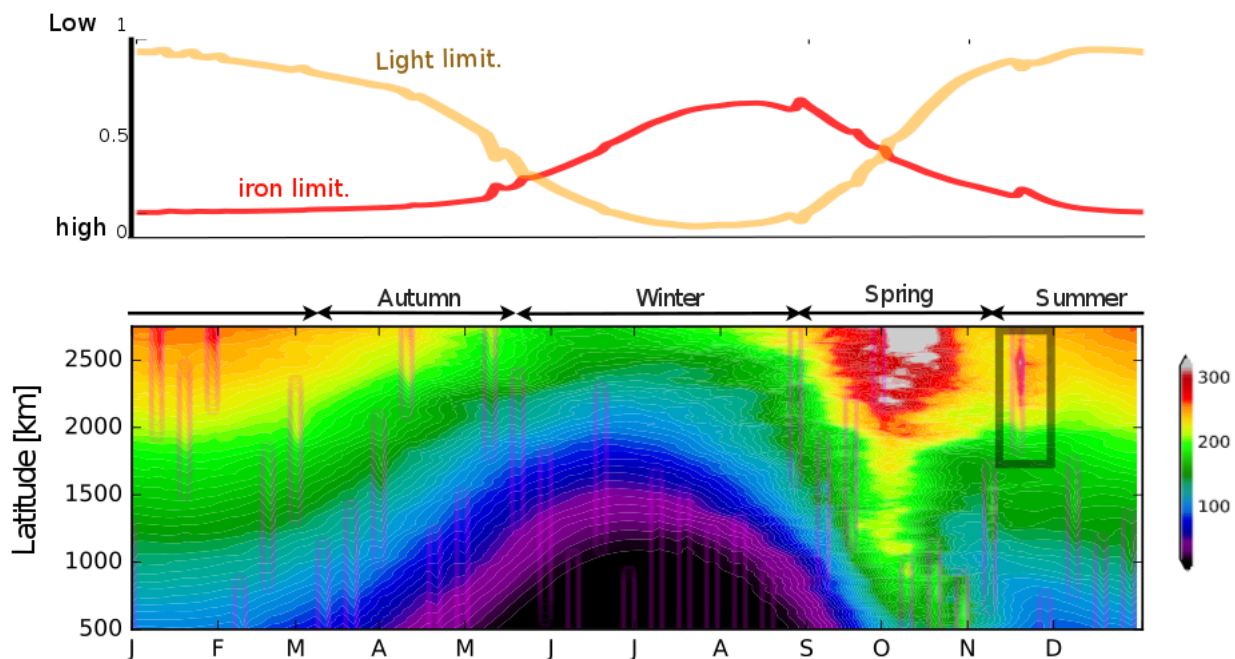 Low 1
Light limit.
0.5
iron limit.
high 0
Autumn Winter Spring Summer
Latitude [km]
2500
2000
1500
1000
500
300
200
100
J F M A M J J A S O N D